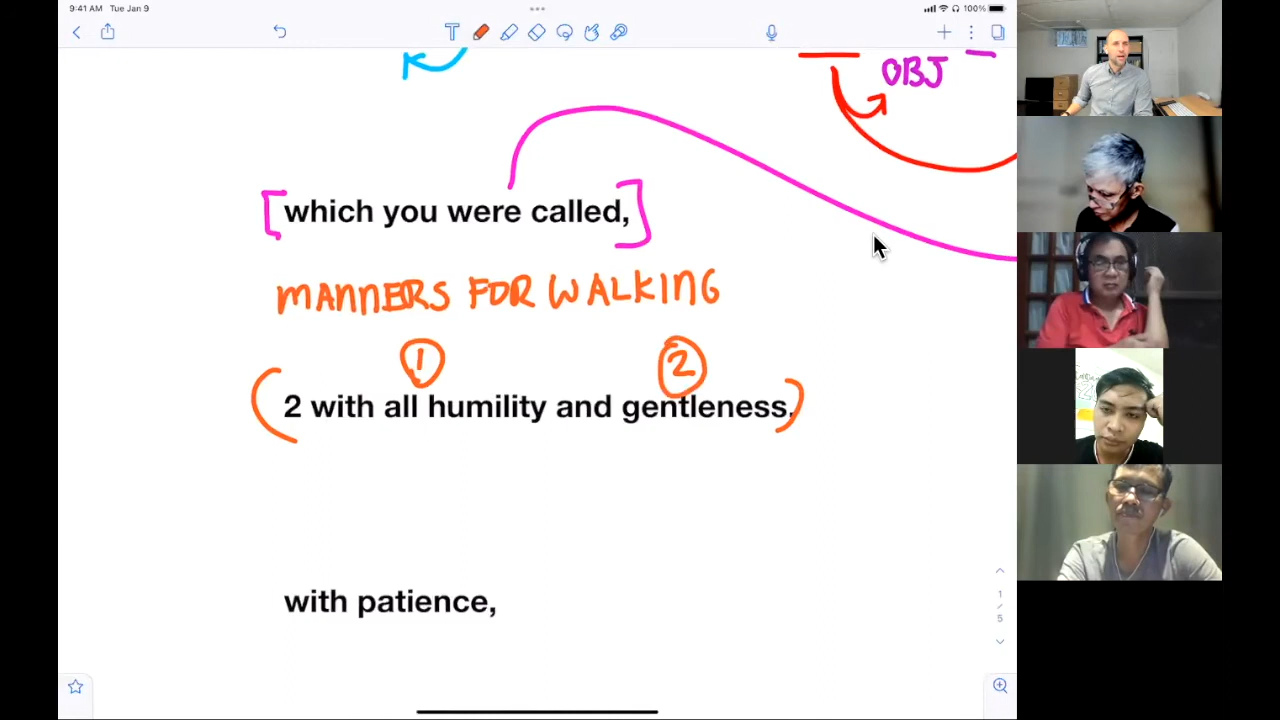 9:41 AM Tue Jan 9
100%
OBJ
[which you were called,]
MANNERS FOR WALKING
1 2
(2 with all humility and gentleness.)
with patience,
1
/
5